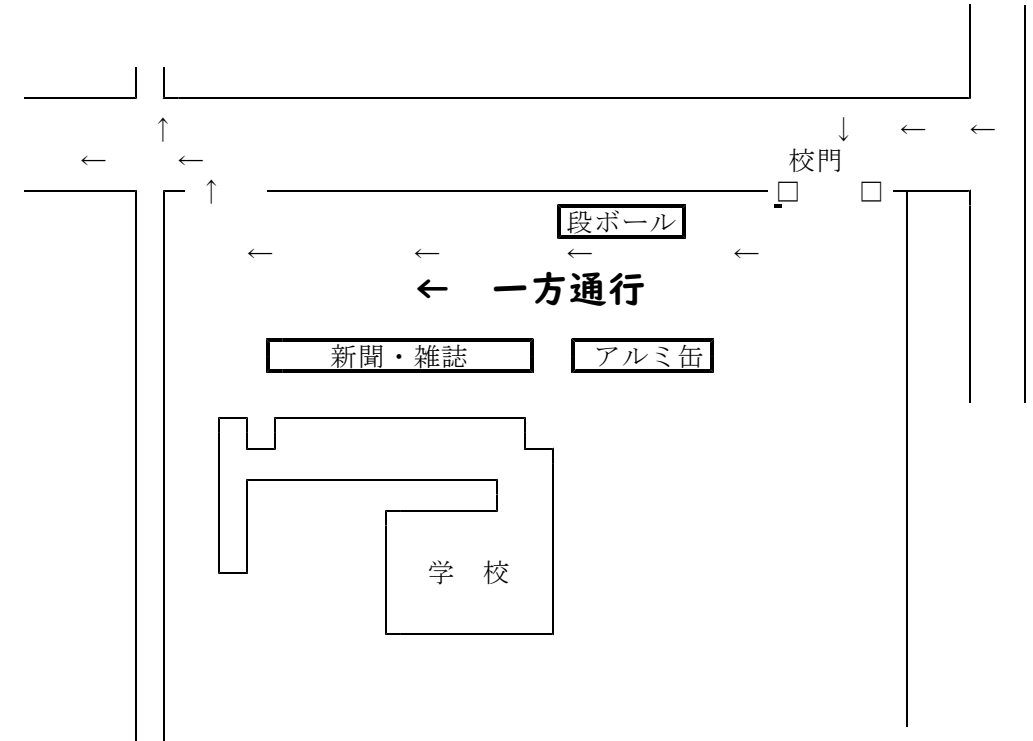 ↑ ↓ ← ←
← ← 校門
↑ □ □
段ボール
← ← ← ←
← 一方通行
新聞・雑誌 アルミ缶
学 校